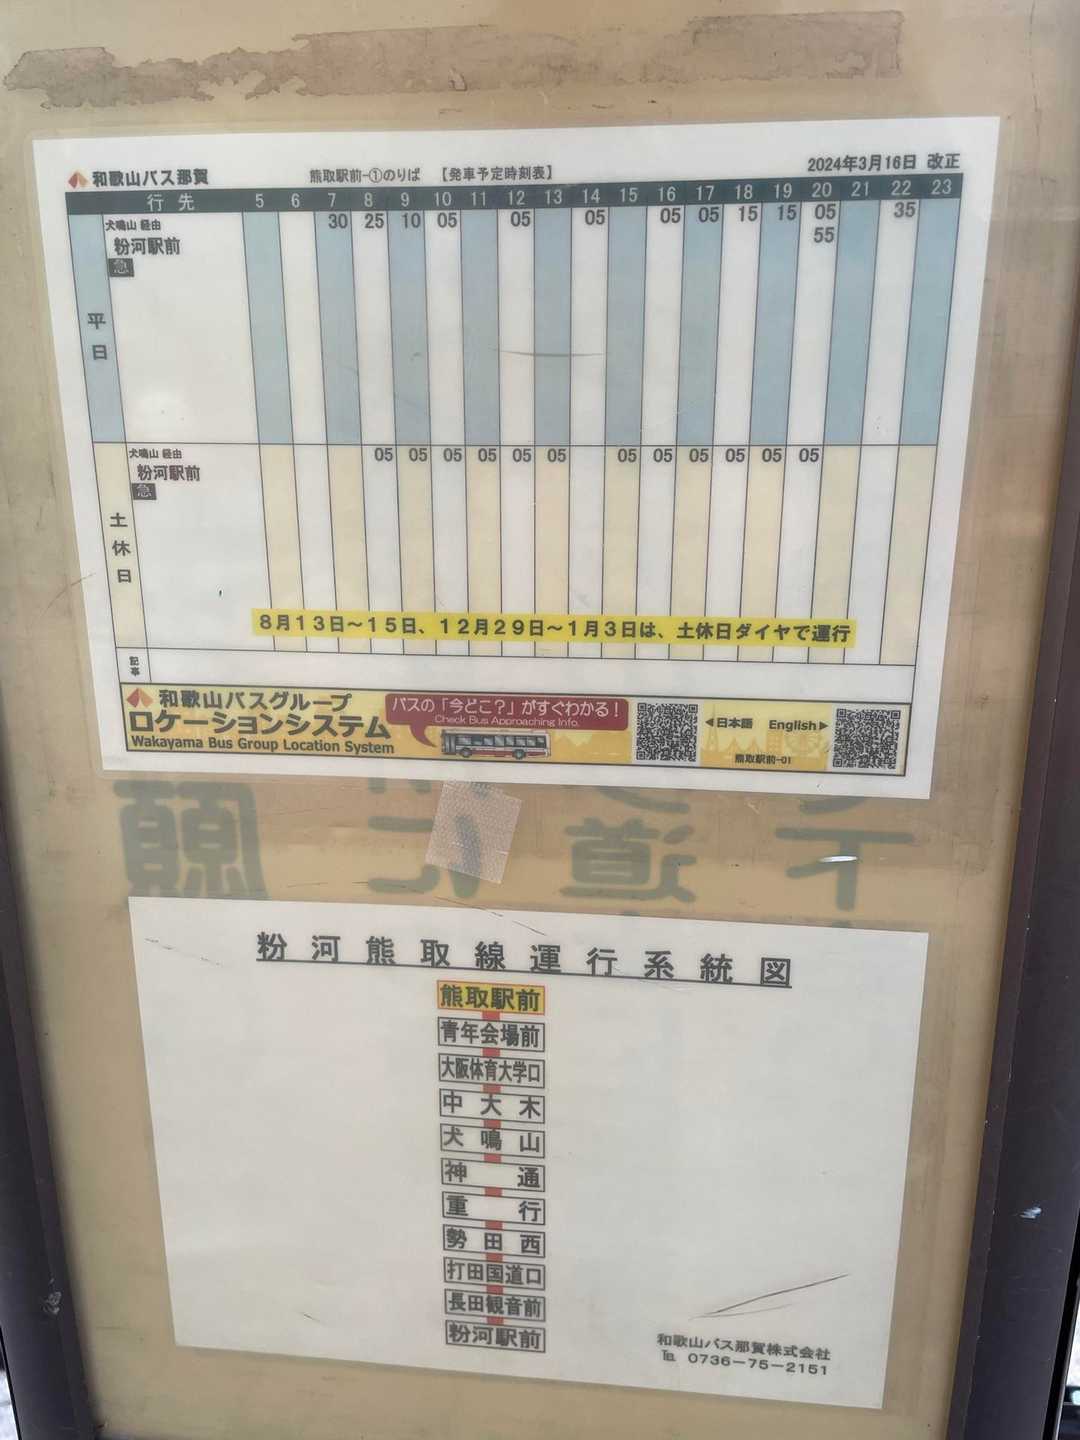 和歌山バス那賀
熊取駅前-①のりば 【発車予定時刻表】
2024年3月16日 改正
行先 5 6 7 8 9 10 11 12 13 14 15 16 17 18 19 20 21 22 23
平日
犬鳴山 経由
粉河駅前
急
30 25 10 05 05 05 05 05 15 15 05 35
55
土休日
犬鳴山 経由
粉河駅前
急
05 05 05 05 05 05 05 05 05 05 05 05
8月13日～15日、12月29日～1月3日は、土休日ダイヤで運行
記事
和歌山バスグループ
ロケーションシステム
Wakayama Bus Group Location System
バスの「今どこ？」がすぐわかる！
Check Bus Approaching Info.
◀日本語 English▶
熊取駅前-01
粉河熊取線運行系統図
熊取駅前
青年会場前
大阪体育大学口
中大木
犬鳴山
神通
重行
勢田西
打田国道口
長田観音前
粉河駅前
和歌山バス那賀株式会社
℡ 0736－75－2151